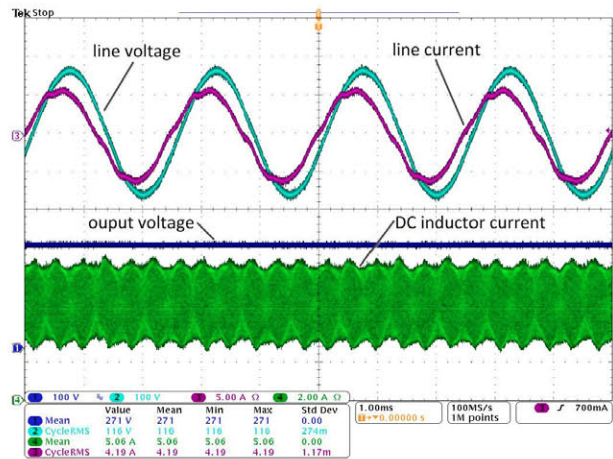 Tek Stop
line voltage
line current
ouput voltage
DC inductor current
1 100 V 2 100 V 3 5.00 A Ω 4 2.00 A Ω
Value Mean Min Max Std Dev
1 Mean 271 V 271 271 271 0.00
2 CycleRMS 116 V 116 116 116 274m
4 Mean 5.06 A 5.06 5.06 5.06 0.00
3 CycleRMS 4.19 A 4.19 4.19 4.19 1.17m
1.00ms
0.00000 s
100MS/s
1M points
3 700mA